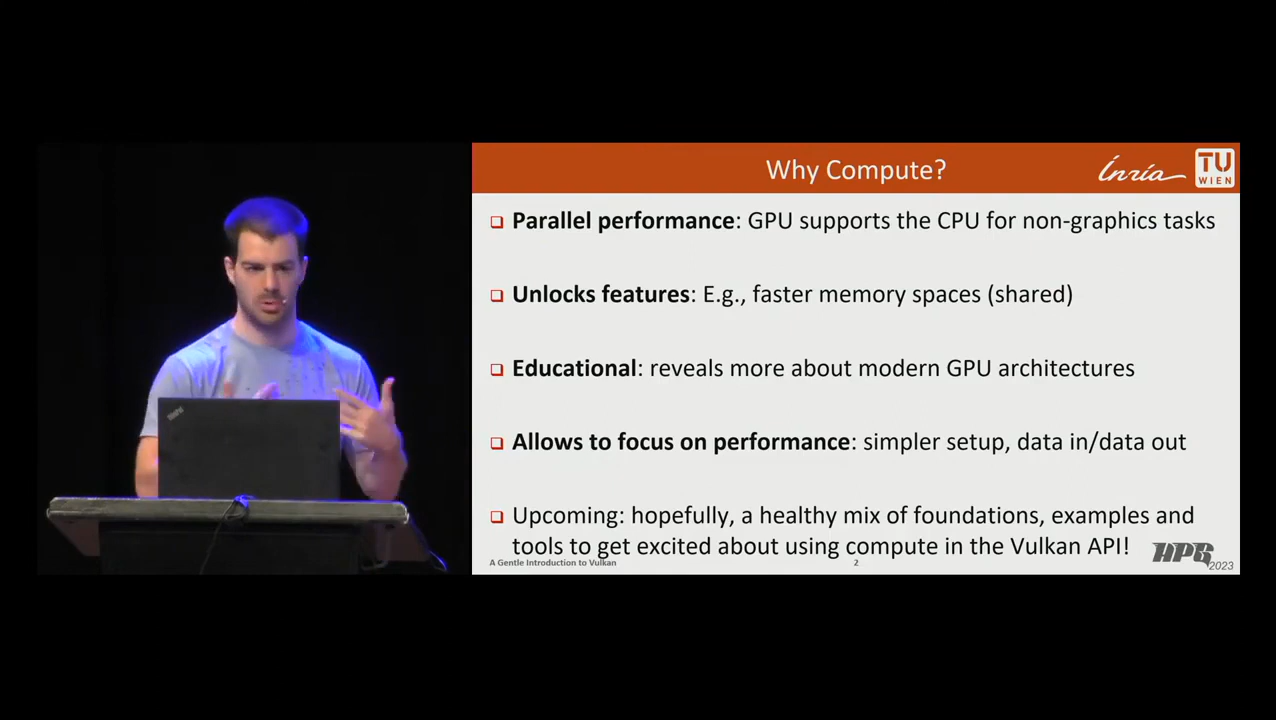 Why Compute?
Inria
TU
WIEN
Parallel performance: GPU supports the CPU for non-graphics tasks
Unlocks features: E.g., faster memory spaces (shared)
Educational: reveals more about modern GPU architectures
Allows to focus on performance: simpler setup, data in/data out
Upcoming: hopefully, a healthy mix of foundations, examples and
tools to get excited about using compute in the Vulkan API!
A Gentle Introduction to Vulkan
2
HPG
2023
ThinkPad